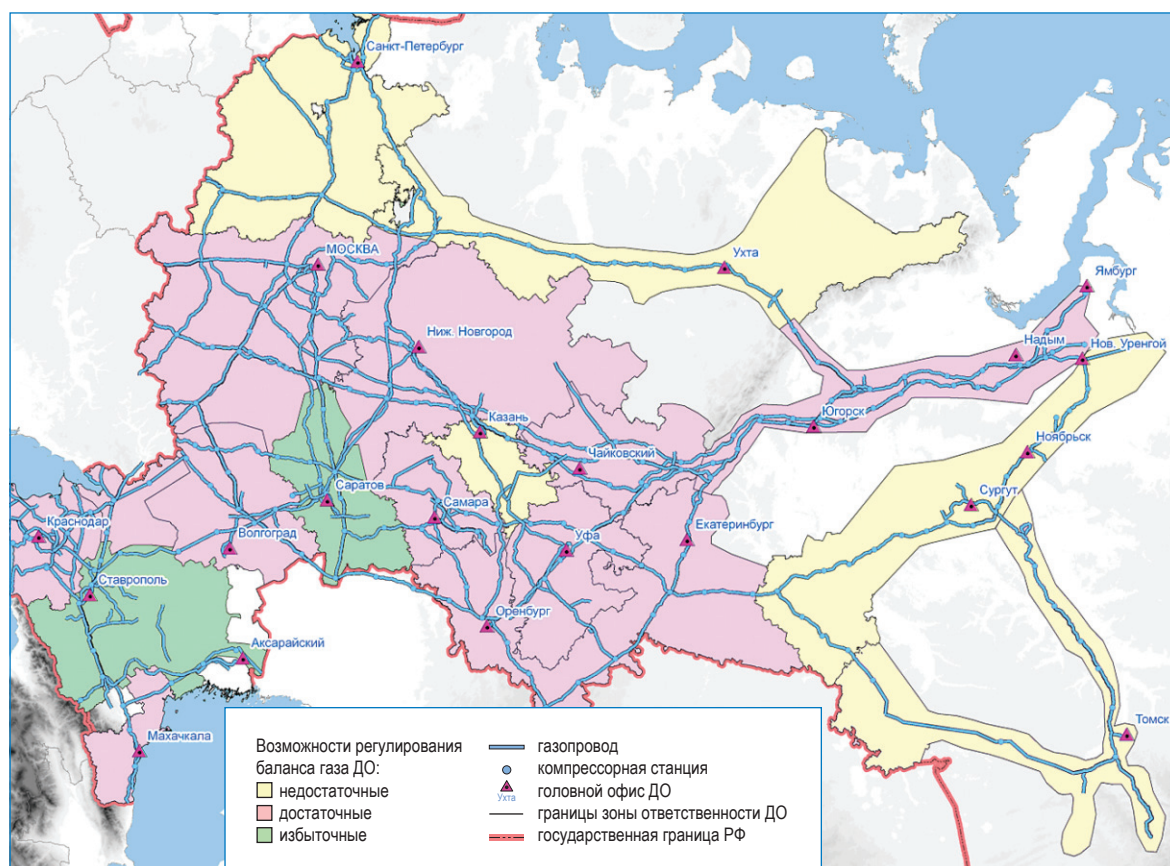 Санкт-Петербург
МОСКВА
Ухта
Ямбург
Ниж. Новгород
Надым
Нов. Уренгой
Казань
Югорск
Чайковский
Ноябрьск
Саратов
Самара
Сургут
Краснодар
Волгоград
Уфа
Екатеринбург
Ставрополь
Оренбург
Аксарайский
Томск
Махачкала
Возможности регулирования
баланса газа ДО:
недостаточные
достаточные
избыточные
газопровод
компрессорная станция
Ухта
головной офис ДО
границы зоны ответственности ДО
государственная граница РФ